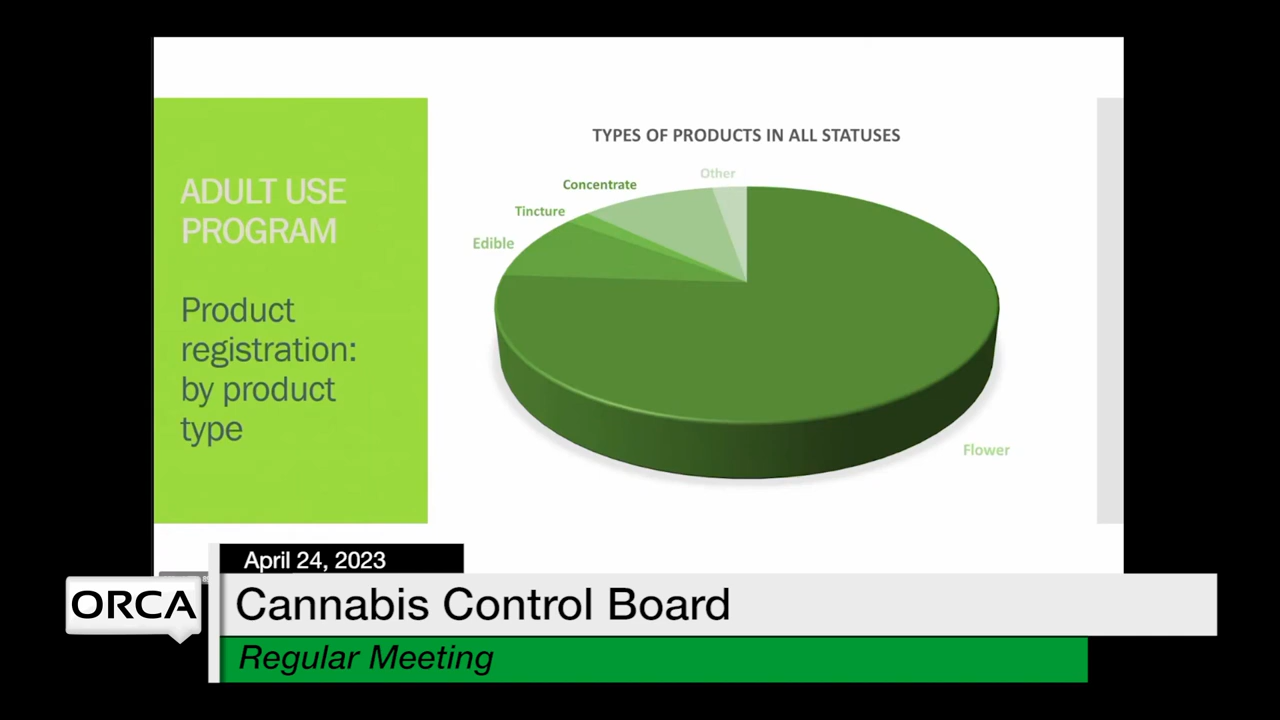 ADULT USE
PROGRAM
Product
registration:
by product
type
TYPES OF PRODUCTS IN ALL STATUSES
Other
Concentrate
Tincture
Edible
Flower
April 24, 2023
ORCA
Cannabis Control Board
Regular Meeting